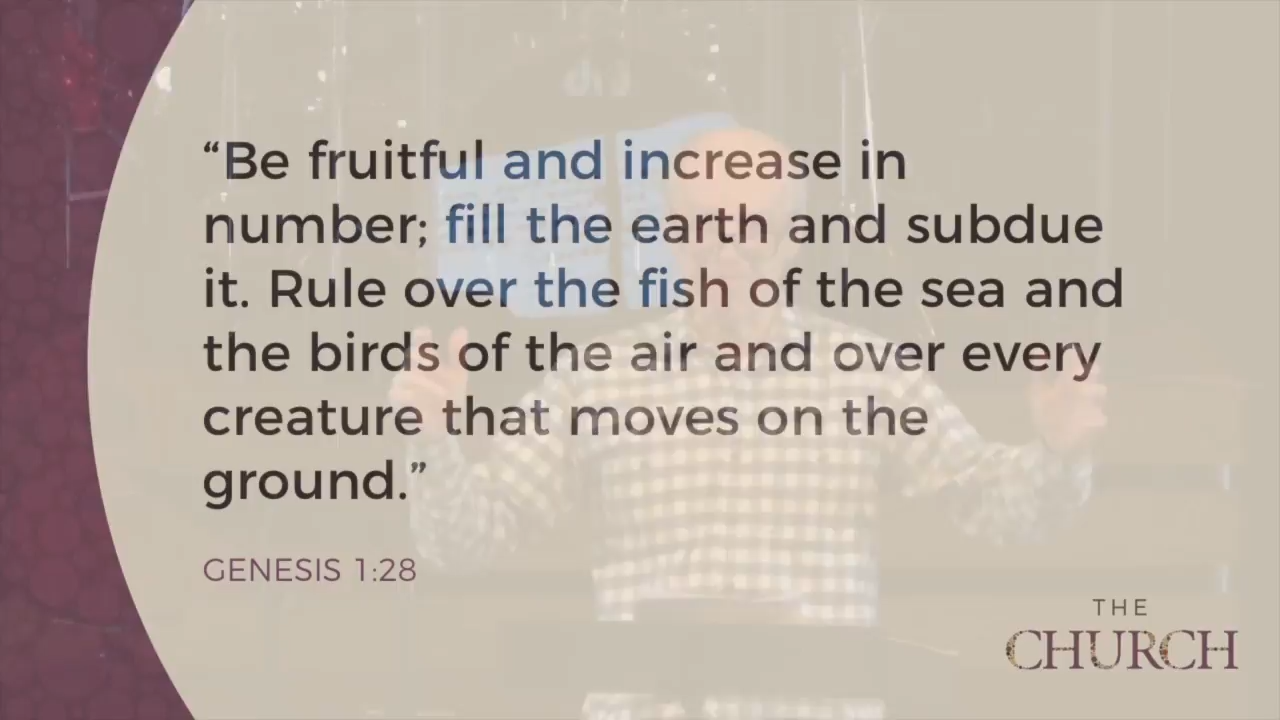 “Be fruitful and increase in
number; fill the earth and subdue
it. Rule over the fish of the sea and
the birds of the air and over every
creature that moves on the
ground.”
GENESIS 1:28
THE
CHURCH